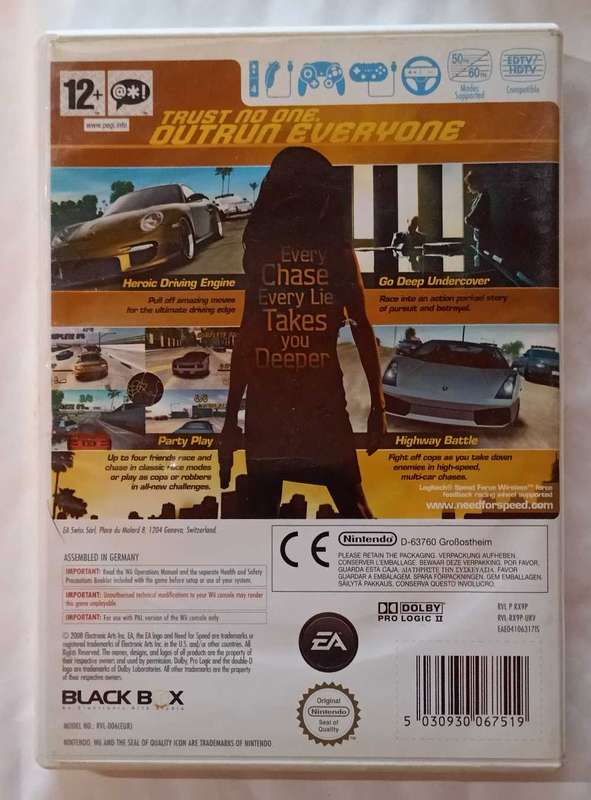 12+
@*!
www.pegi.info
50Hz
60Hz
Modes
Supported
EDTV/
HDTV
Compatible
TRUST NO ONE.
OUTRUN EVERYONE
Every
Chase
Every Lie
Takes
you
Deeper
Heroic Driving Engine
Pull off amazing moves
for the ultimate driving edge
Go Deep Undercover
Race into an action packed story
of pursuit and betrayal.
Party Play
Up to four friends race and
chase in classic race modes
or play as cops or robbers
in all-new challenges.
Highway Battle
Fight off cops as you take down
enemies in high-speed,
multi-car chases.
Logitech® Speed Force Wireless™ force
feedback racing wheel supported
www.needforspeed.com
EA Swiss Sàrl, Place du Molard 8, 1204 Geneva, Switzerland.
ASSEMBLED IN GERMANY
IMPORTANT: Read the Wii Operations Manual and the separate Health and Safety
Precautions Booklet included with the game before setup or use of your system.
IMPORTANT: Unauthorised technical modifications to your Wii console may render
this game unplayable
IMPORTANT: For use with PAL version of the Wii console only
© 2008 Electronic Arts Inc. EA, the EA logo and Need for Speed are trademarks or
registered trademarks of Electronic Arts Inc. in the U.S. and/or other countries. All
Rights Reserved. The names, designs, and logos of all products are the property of
their respective owners and used by permission. Dolby, Pro Logic and the double-D
logo are trademarks of Dolby Laboratories. All other trademarks are the property
of their respective owners.
BLACK BOX
An Electronic Arts Studio
MODEL NO.: RVL-006(EUR)
NINTENDO, Wii AND THE SEAL OF QUALITY ICON ARE TRADEMARKS OF NINTENDO
CE
Nintendo D-63760 Großostheim
PLEASE RETAIN THE PACKAGING. VERPACKUNG AUFHEBEN.
CONSERVER L'EMBALLAGE. BEWAAR DEZE VERPAKKING. POR FAVOR,
GUARDA ESTA CAJA. ΔΙΑΤΗΡΗΣΤΕ ΤΗ ΣΥΣΚΕΥΑΣΙΑ. FAVOR
GUARDAR A EMBALAGEM. SPARA FÖRPACKNINGEN. GEM EMBALLAGEN.
SÄILYTÄ PAKKAUS. CONSERVA QUESTO INVOLUCRO.
EA
DOLBY
PRO LOGIC II
RVL P RX9P
RVL-RX9P-UKV
EAE04106317IS
Original
Nintendo
Seal of
Quality
5 030930 067519